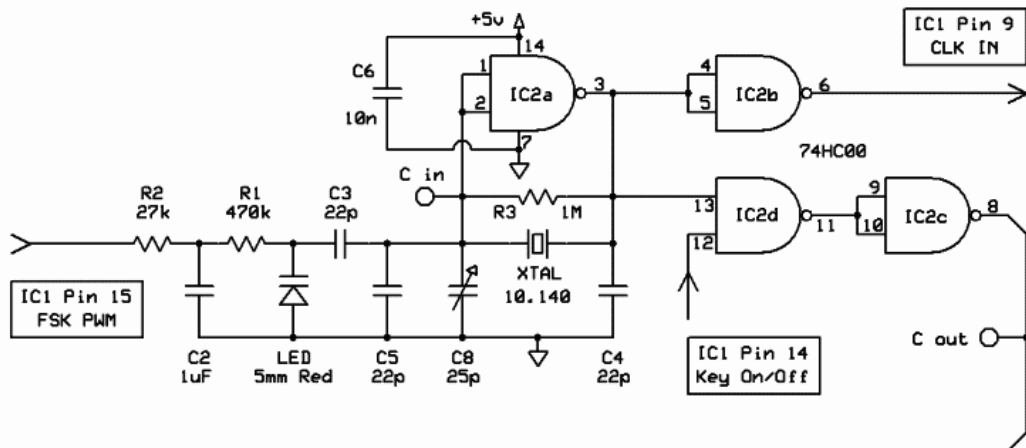 +5v
14
IC1 Pin 9
CLK IN
C6
10n
1
2
IC2a
3
7
4
5
IC2b
6
74HC00
C in
R3
1M
13
12
IC2d
11
9
10
IC2c
8
R2
27k
R1
470k
C3
22p
XTAL
10.140
IC1 Pin 15
FSK PWM
C2
1uF
LED
5mm Red
C5
22p
C8
25p
C4
22p
IC1 Pin 14
Key On/Off
C out